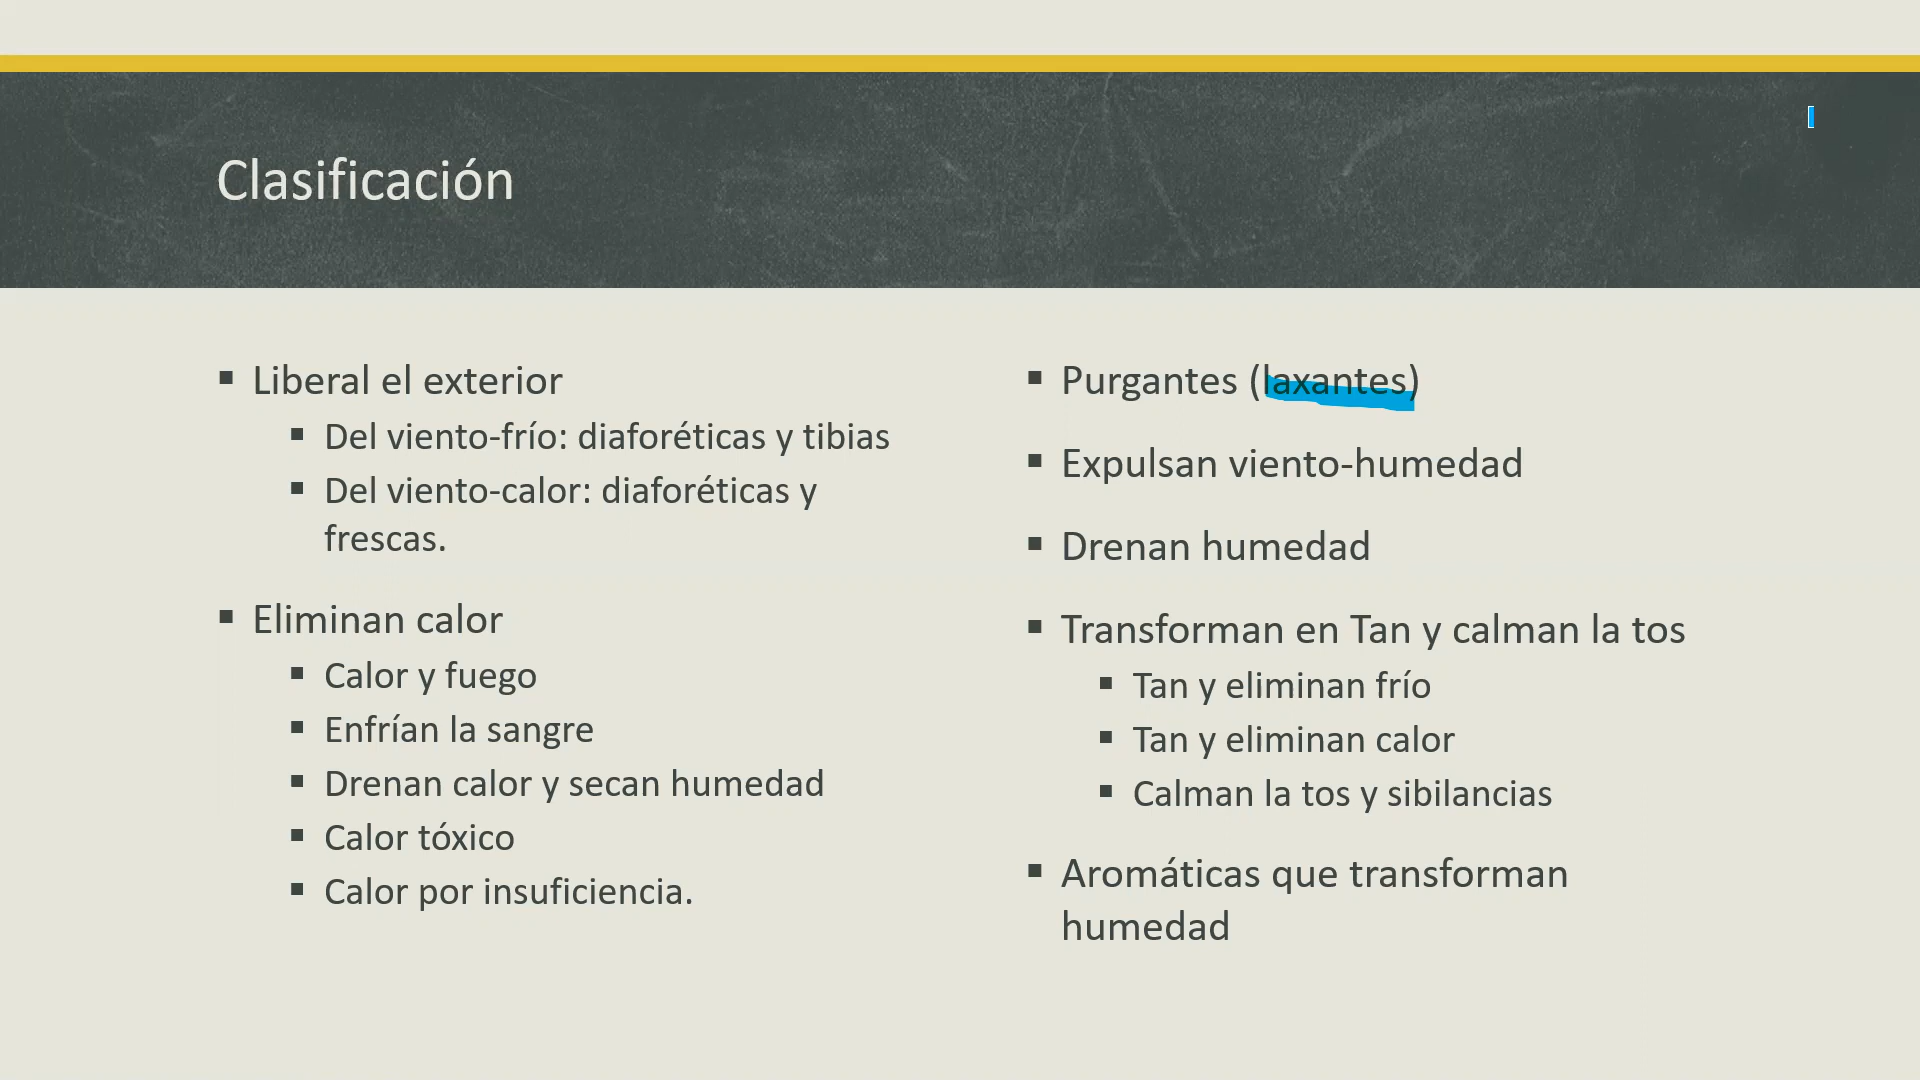 Clasificación
▪ Liberal el exterior
▪ Del viento-frío: diaforéticas y tibias
▪ Del viento-calor: diaforéticas y
frescas.
▪ Eliminan calor
▪ Calor y fuego
▪ Enfrían la sangre
▪ Drenan calor y secan humedad
▪ Calor tóxico
▪ Calor por insuficiencia.
▪ Purgantes (laxantes)
▪ Expulsan viento-humedad
▪ Drenan humedad
▪ Transforman en Tan y calman la tos
▪ Tan y eliminan frío
▪ Tan y eliminan calor
▪ Calman la tos y sibilancias
▪ Aromáticas que transforman
humedad